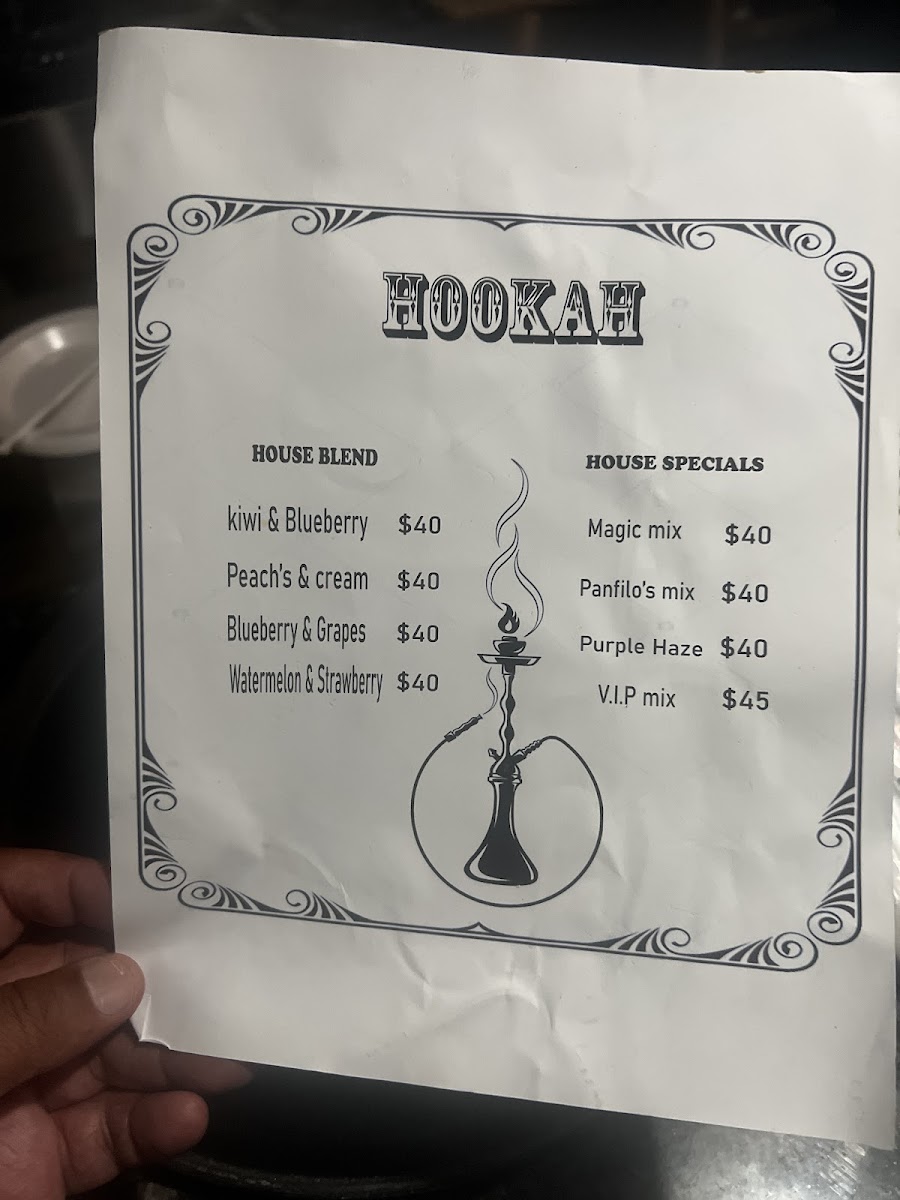 HOOKAH
HOUSE BLEND
kiwi & Blueberry $40
Peach's & cream $40
Blueberry & Grapes $40
Watermelon & Strawberry $40
HOUSE SPECIALS
Magic mix $40
Panfilo's mix $40
Purple Haze $40
V.I.P mix $45